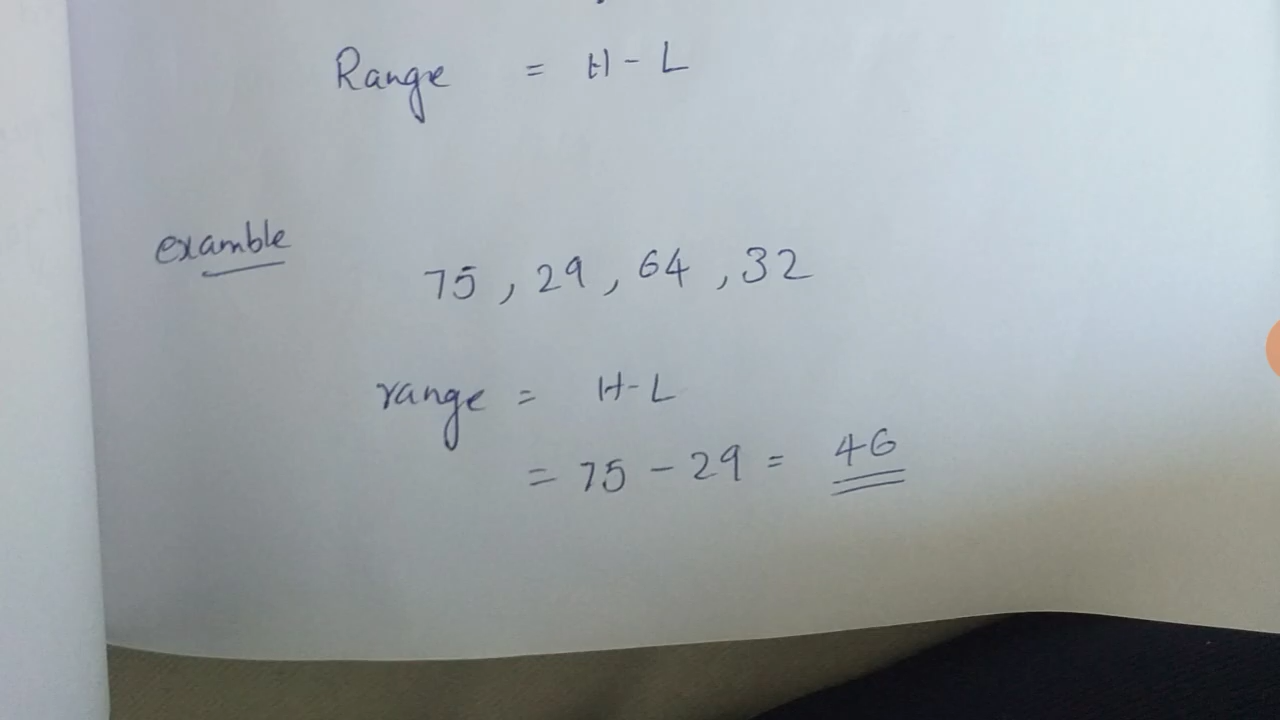 Range = H - L
examble
75, 29, 64, 32
range = H-L
= 75 - 29 = 46